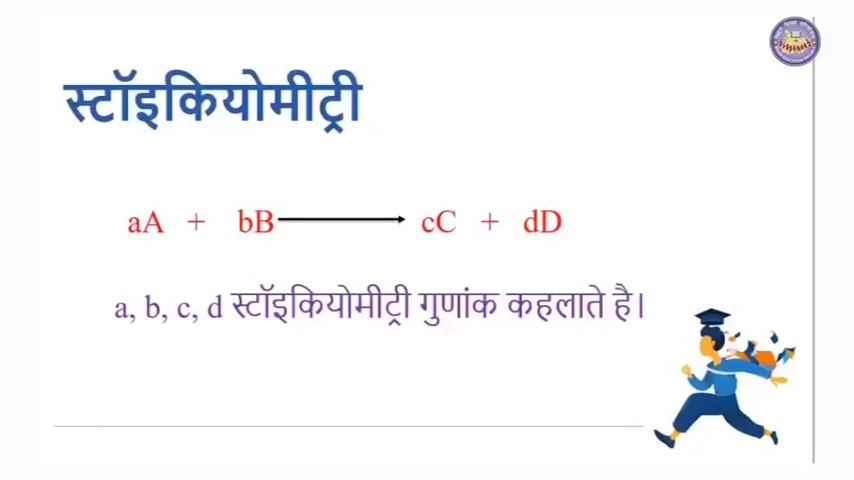 स्टॉइकियोमीट्री
aA + bB ⟶ cC + dD
a, b, c, d स्टॉइकियोमीट्री गुणांक कहलाते है।